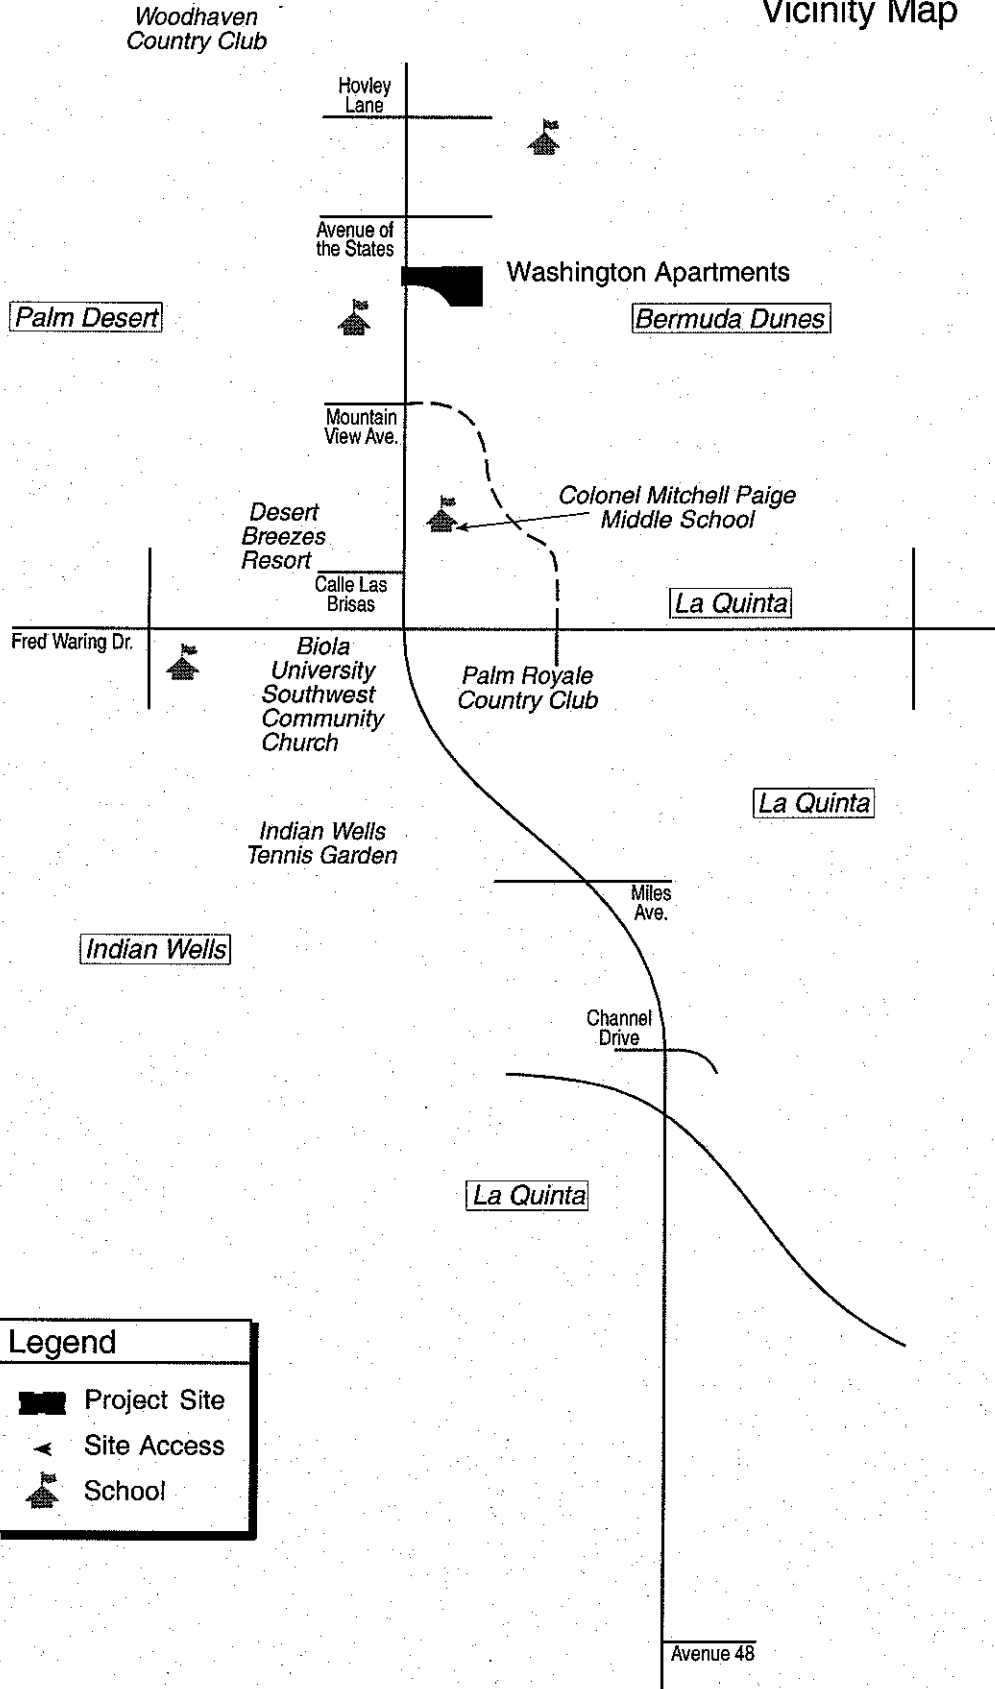 Vicinity Map
Woodhaven
Country Club
Hovley
Lane
Avenue of
the States
Washington Apartments
Palm Desert
Bermuda Dunes
Mountain
View Ave.
Colonel Mitchell Paige
Middle School
Desert
Breezes
Resort
Calle Las
Brisas
La Quinta
Fred Waring Dr.
Biola
University
Southwest
Community
Church
Palm Royale
Country Club
La Quinta
Indian Wells
Tennis Garden
Miles
Ave.
Indian Wells
Channel
Drive
La Quinta
Legend
Project Site
Site Access
School
Avenue 48